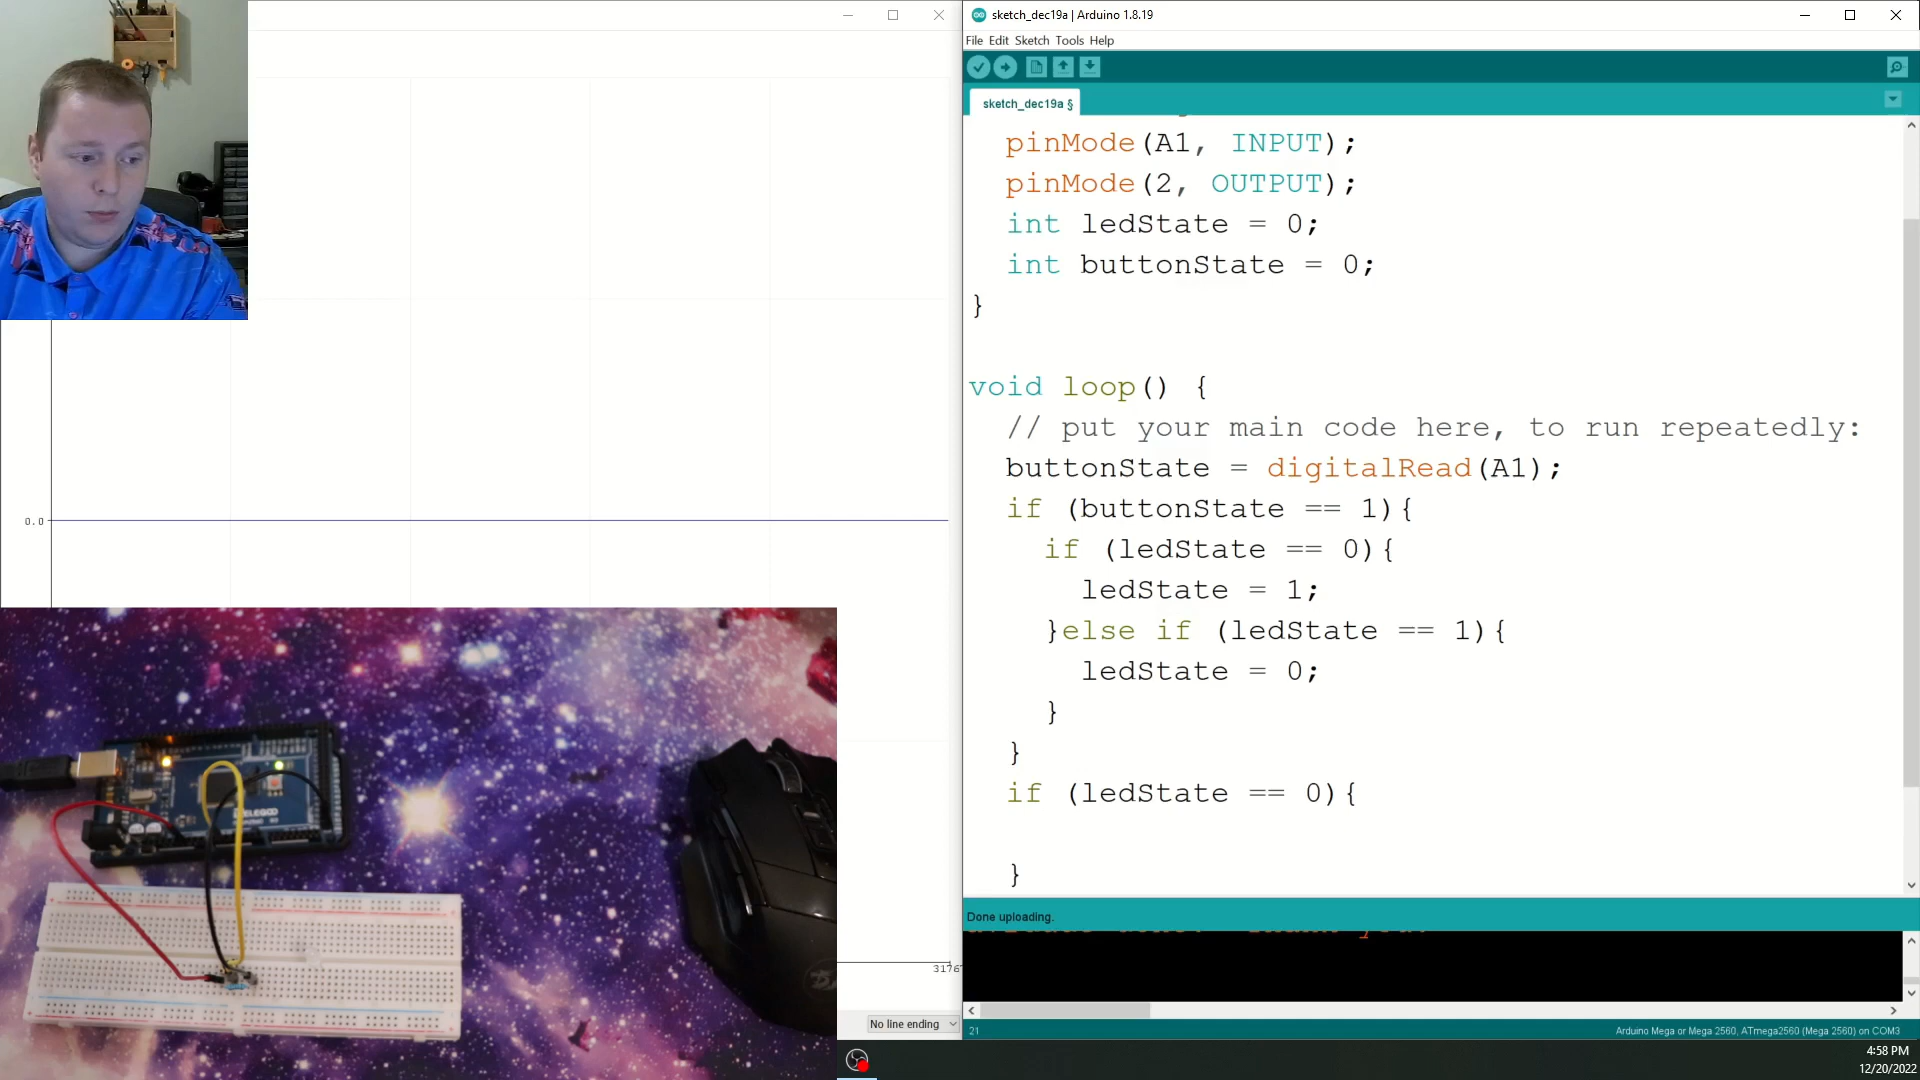 sketch_dec19a | Arduino 1.8.19
File Edit Sketch Tools Help
sketch_dec19a §
pinMode(A1, INPUT);
pinMode(2, OUTPUT);
int ledState = 0;
int buttonState = 0;
}
void loop() {
// put your main code here, to run repeatedly:
buttonState = digitalRead(A1);
if (buttonState == 1){
if (ledState == 0){
ledState = 1;
}else if (ledState == 1){
ledState = 0;
}
}
if (ledState == 0){
}
Done uploading.
21
Arduino Mega or Mega 2560, ATmega2560 (Mega 2560) on COM3
0.0
3176
No line ending
ELEGOO
4:58 PM
12/20/2022